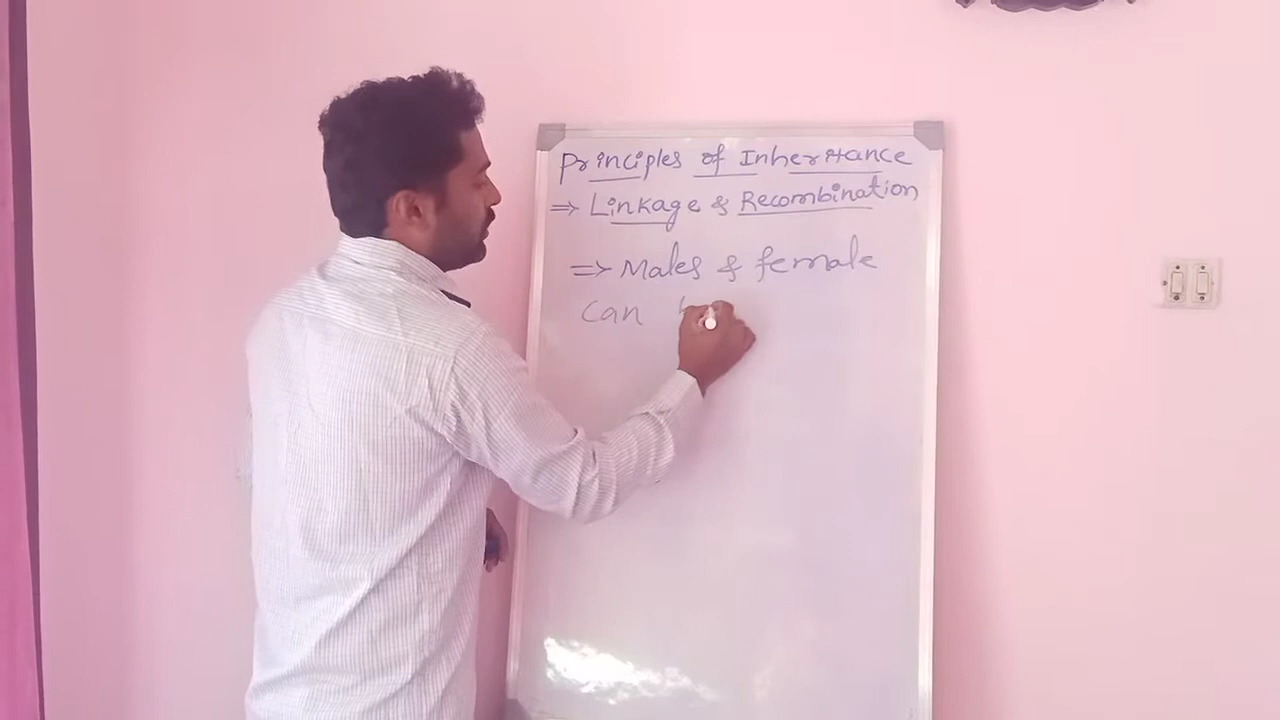 Principles of Inheritance
⇒ Linkage & Recombination
⇒ Males & female
can